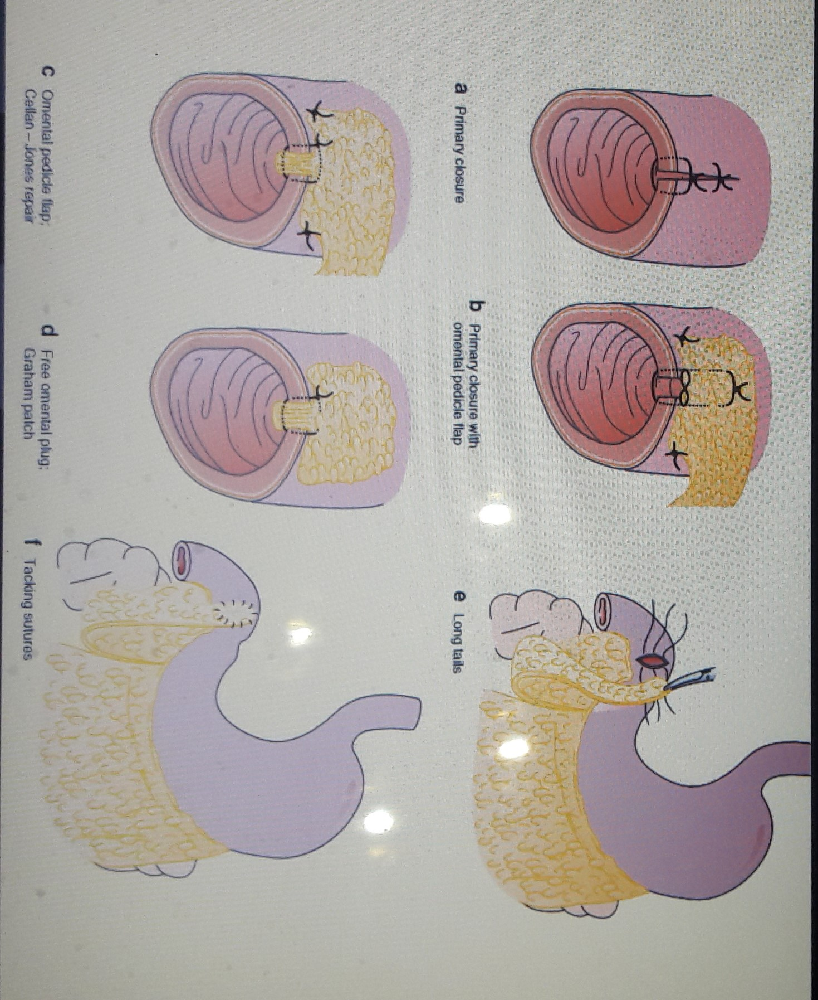 a Primary closure
b Primary closure with
omental pedicle flap
e Long tails
c Omental pedicle flap;
Cellan – Jones repair
d Free omental plug;
Graham patch
f Tacking sutures